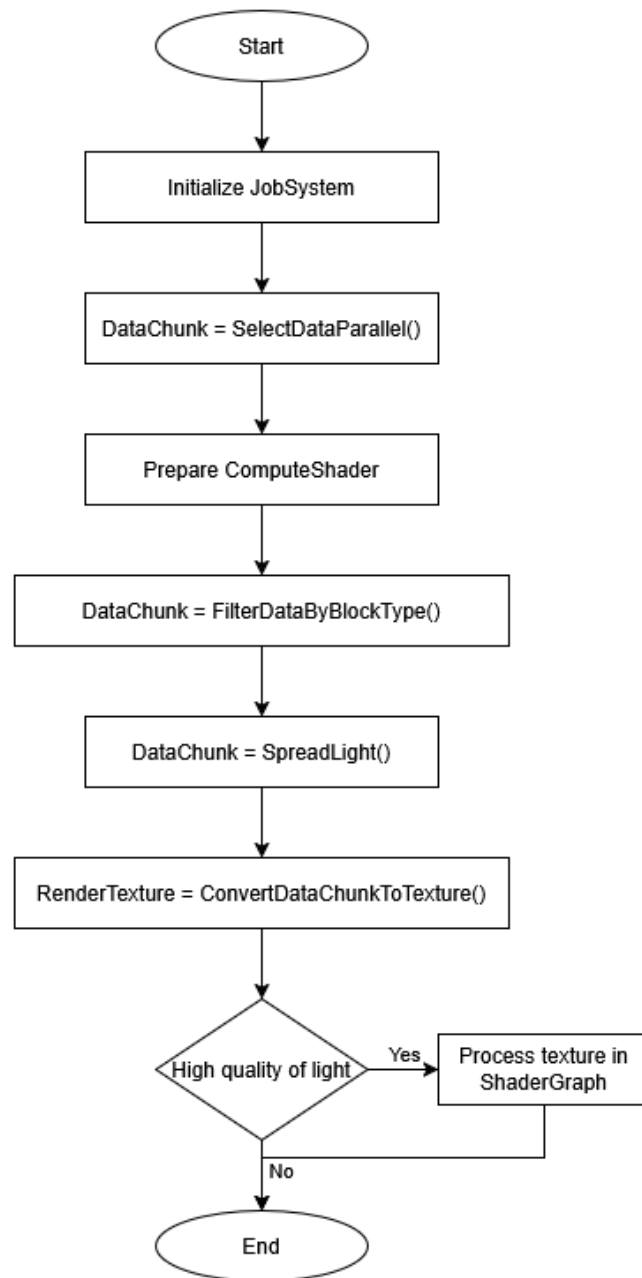 Start
Initialize JobSystem
DataChunk = SelectDataParallel()
Prepare ComputeShader
DataChunk = FilterDataByBlockType()
DataChunk = SpreadLight()
RenderTexture = ConvertDataChunkToTexture()
High quality of light
Yes
Process texture in
ShaderGraph
No
End